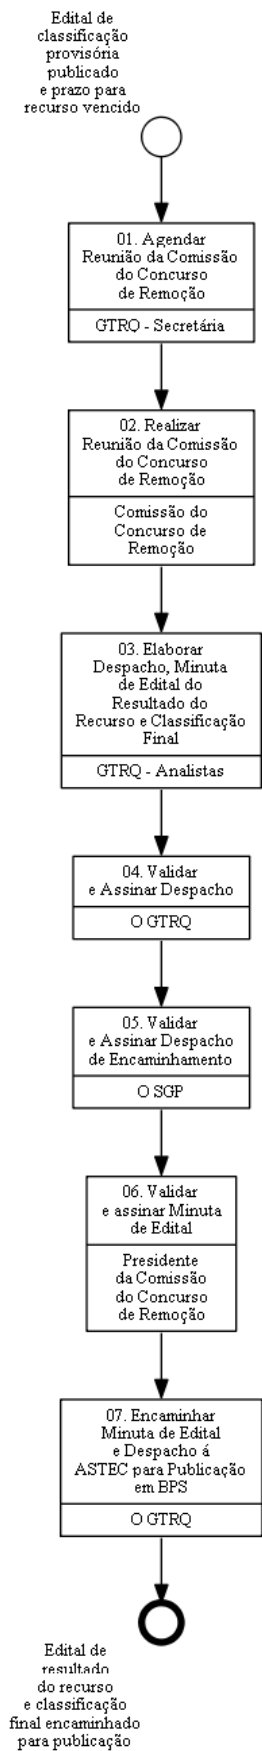 Edital de
classificação
provisória
publicado
e prazo para
recurso vencido
01. Agendar
Reunião da Comissão
do Concurso
de Remoção
GTRQ - Secretária
02. Realizar
Reunião da Comissão
do Concurso
de Remoção
Comissão do
Concurso de
Remoção
03. Elaborar
Despacho, Minuta
de Edital do
Resultado do
Recurso e Classificação
Final
GTRQ - Analistas
04. Validar
e Assinar Despacho
O GTRQ
05. Validar
e Assinar Despacho
de Encaminhamento
O SGP
06. Validar
e assinar Minuta
de Edital
Presidente
da Comissão
do Concurso
de Remoção
07. Encaminhar
Minuta de Edital
e Despacho á
ASTEC para Publicação
em BPS
O GTRQ
Edital de
resultado
do recurso
e classificação
final encaminhado
para publicação